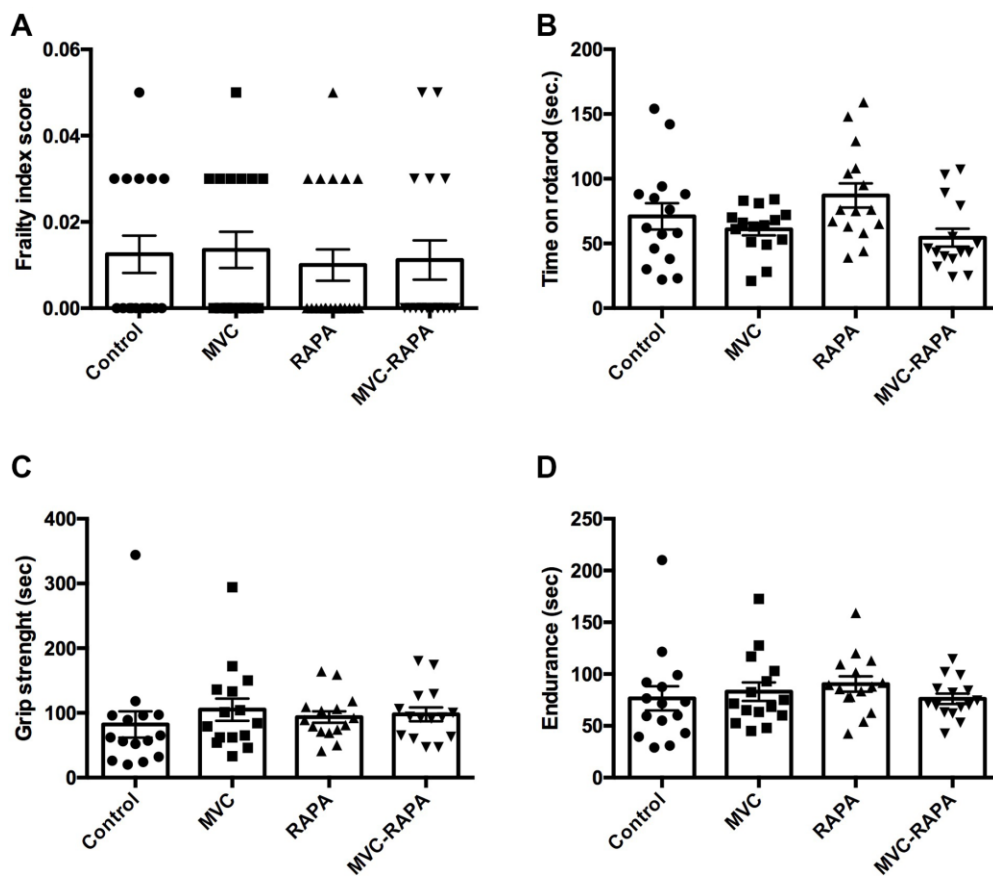 A
Frailty index score
0.06
0.04
0.02
0.00
Control
MVC
RAPA
MVC-RAPA
B
Time on rotarod (sec.)
200
150
100
50
0
Control
MVC
RAPA
MVC-RAPA
C
Grip strenght (sec)
400
300
200
100
0
Control
MVC
RAPA
MVC-RAPA
D
Endurance (sec)
250
200
150
100
50
0
Control
MVC
RAPA
MVC-RAPA